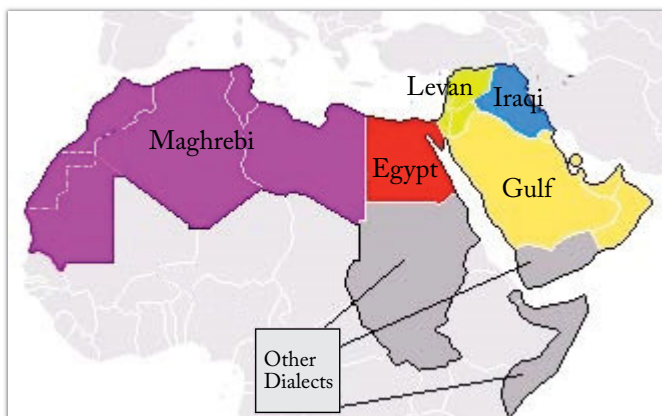 Levan
Iraqi
Maghrebi
Egypt
Gulf
Other
Dialects